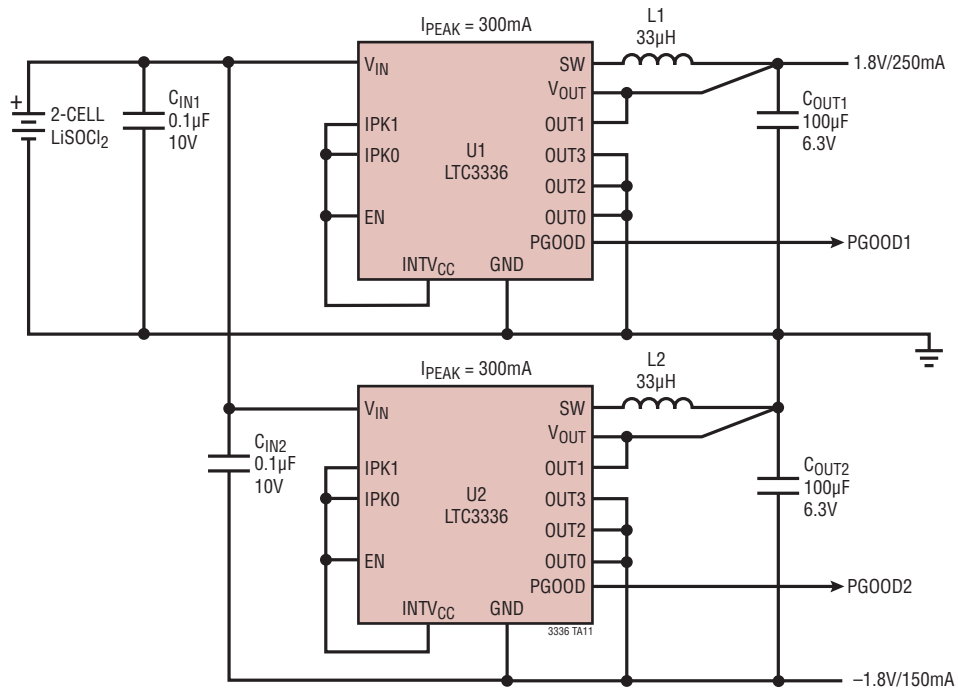 IPEAK = 300mA
L1
33µH
VIN
SW
1.8V/250mA
VOUT
+
2-CELL
LiSOCl2
CIN1
0.1µF
10V
COUT1
100µF
6.3V
IPK1
OUT1
IPK0
U1
LTC3336
OUT3
OUT2
EN
OUT0
PGOOD
PGOOD1
INTVCC
GND
IPEAK = 300mA
L2
33µH
VIN
SW
VOUT
CIN2
0.1µF
10V
COUT2
100µF
6.3V
IPK1
OUT1
IPK0
U2
LTC3336
OUT3
OUT2
EN
OUT0
PGOOD
PGOOD2
INTVCC
GND
3336 TA11
–1.8V/150mA